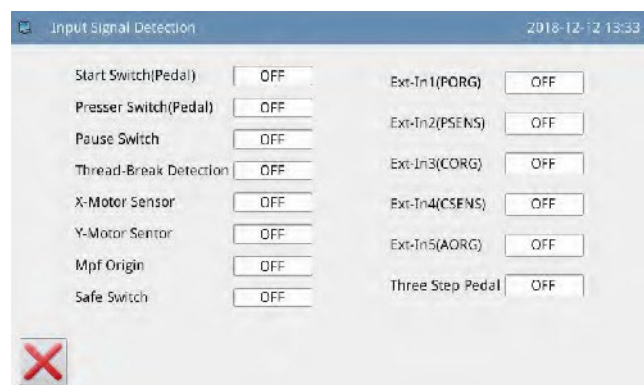 Input Signal Detection 2018-12-12 13:33
Start Switch(Pedal) OFF
Presser Switch(Pedal) OFF
Pause Switch OFF
Thread-Break Detection OFF
X-Motor Sensor OFF
Y-Motor Sentor OFF
Mpf Origin OFF
Safe Switch OFF
Ext-In1(PORG) OFF
Ext-In2(PSENS) OFF
Ext-In3(CORG) OFF
Ext-In4(CSENS) OFF
Ext-In5(AORG) OFF
Three Step Pedal OFF